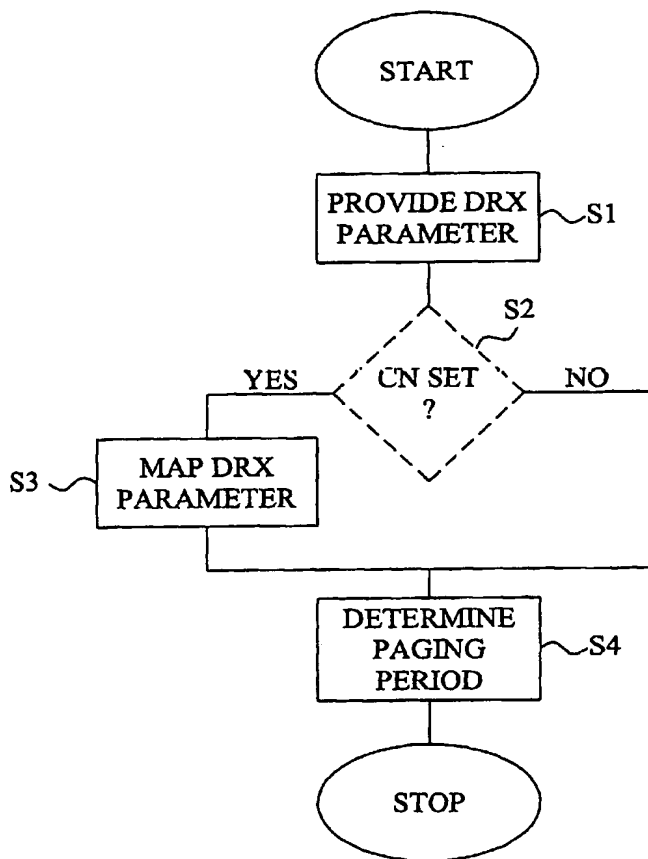 START
PROVIDE DRX
PARAMETER
S1
S2
YES
CN SET
?
NO
S3
MAP DRX
PARAMETER
DETERMINE
PAGING
PERIOD
S4
STOP